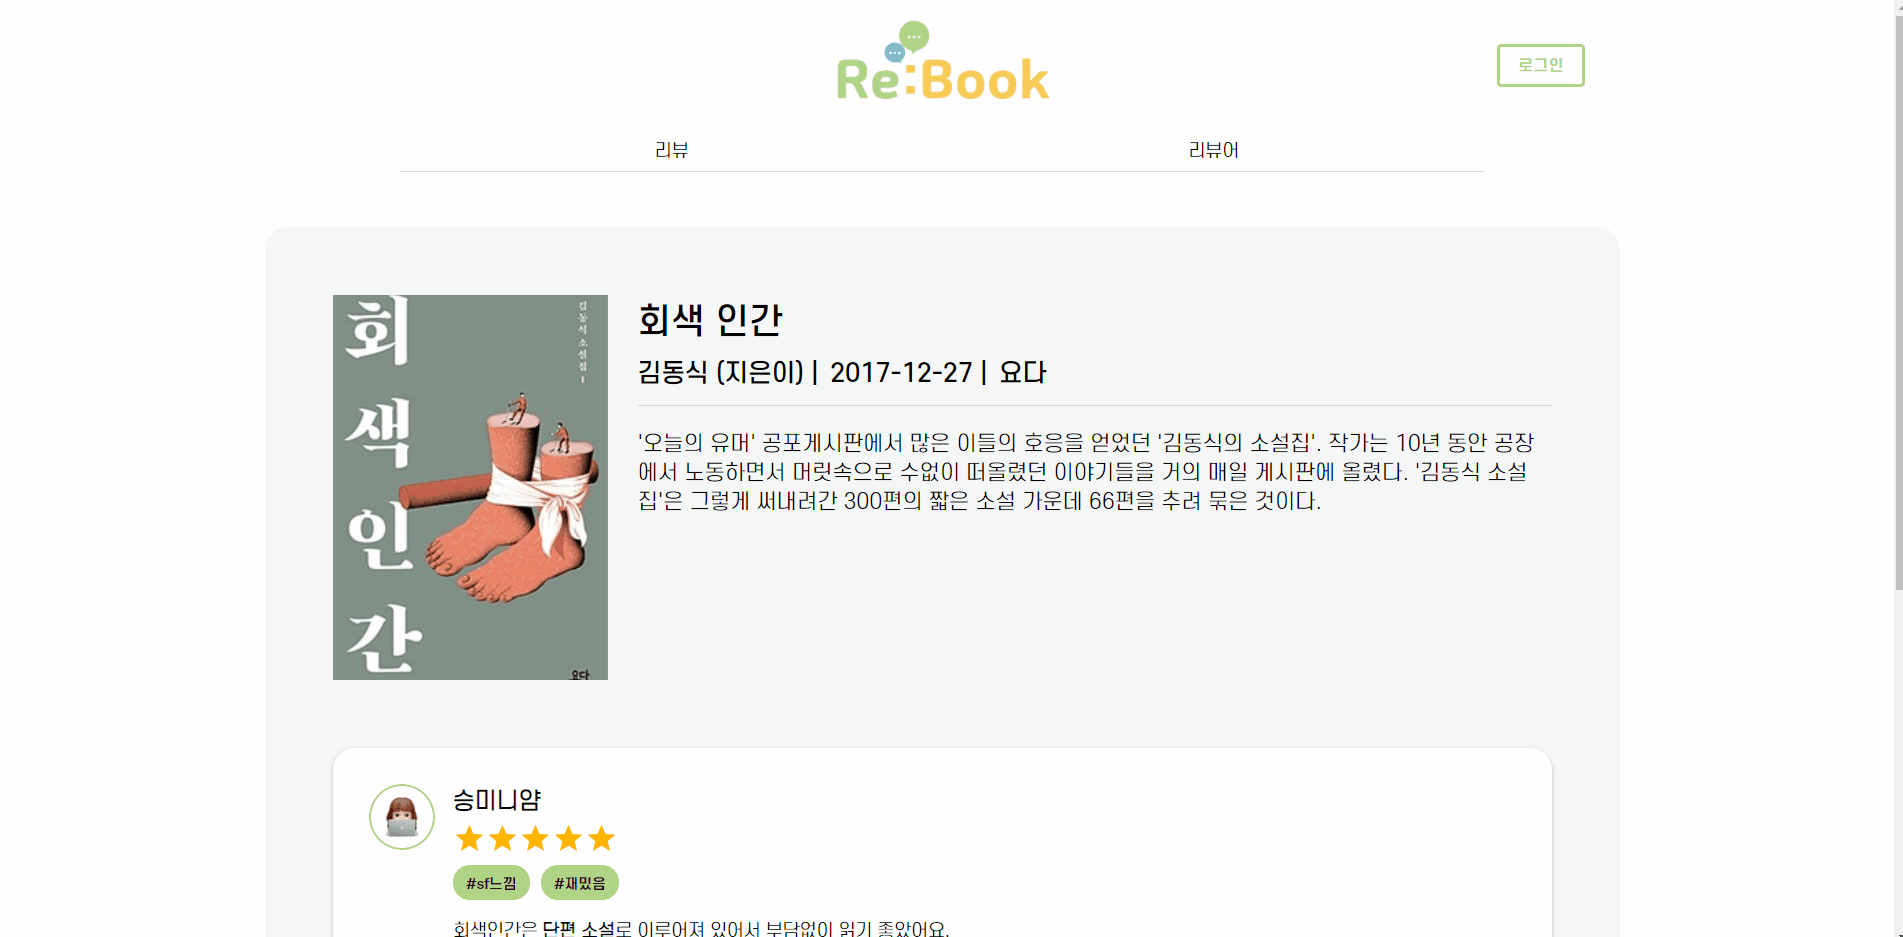 Re:Book
로그인
리뷰
리뷰어
회색인간
김동식 소설집 1
요다
회색 인간
김동식 (지은이) | 2017-12-27 | 요다
'오늘의 유머' 공포게시판에서 많은 이들의 호응을 얻었던 '김동식의 소설집'. 작가는 10년 동안 공장
에서 노동하면서 머릿속으로 수없이 떠올렸던 이야기들을 거의 매일 게시판에 올렸다. '김동식 소설
집'은 그렇게 써내려간 300편의 짧은 소설 가운데 66편을 추려 묶은 것이다.
승미니얌
#sf느낌 #재밌음
회색인간은 단편 소설로 이루어져 있어서 부담없이 읽기 좋았어요.